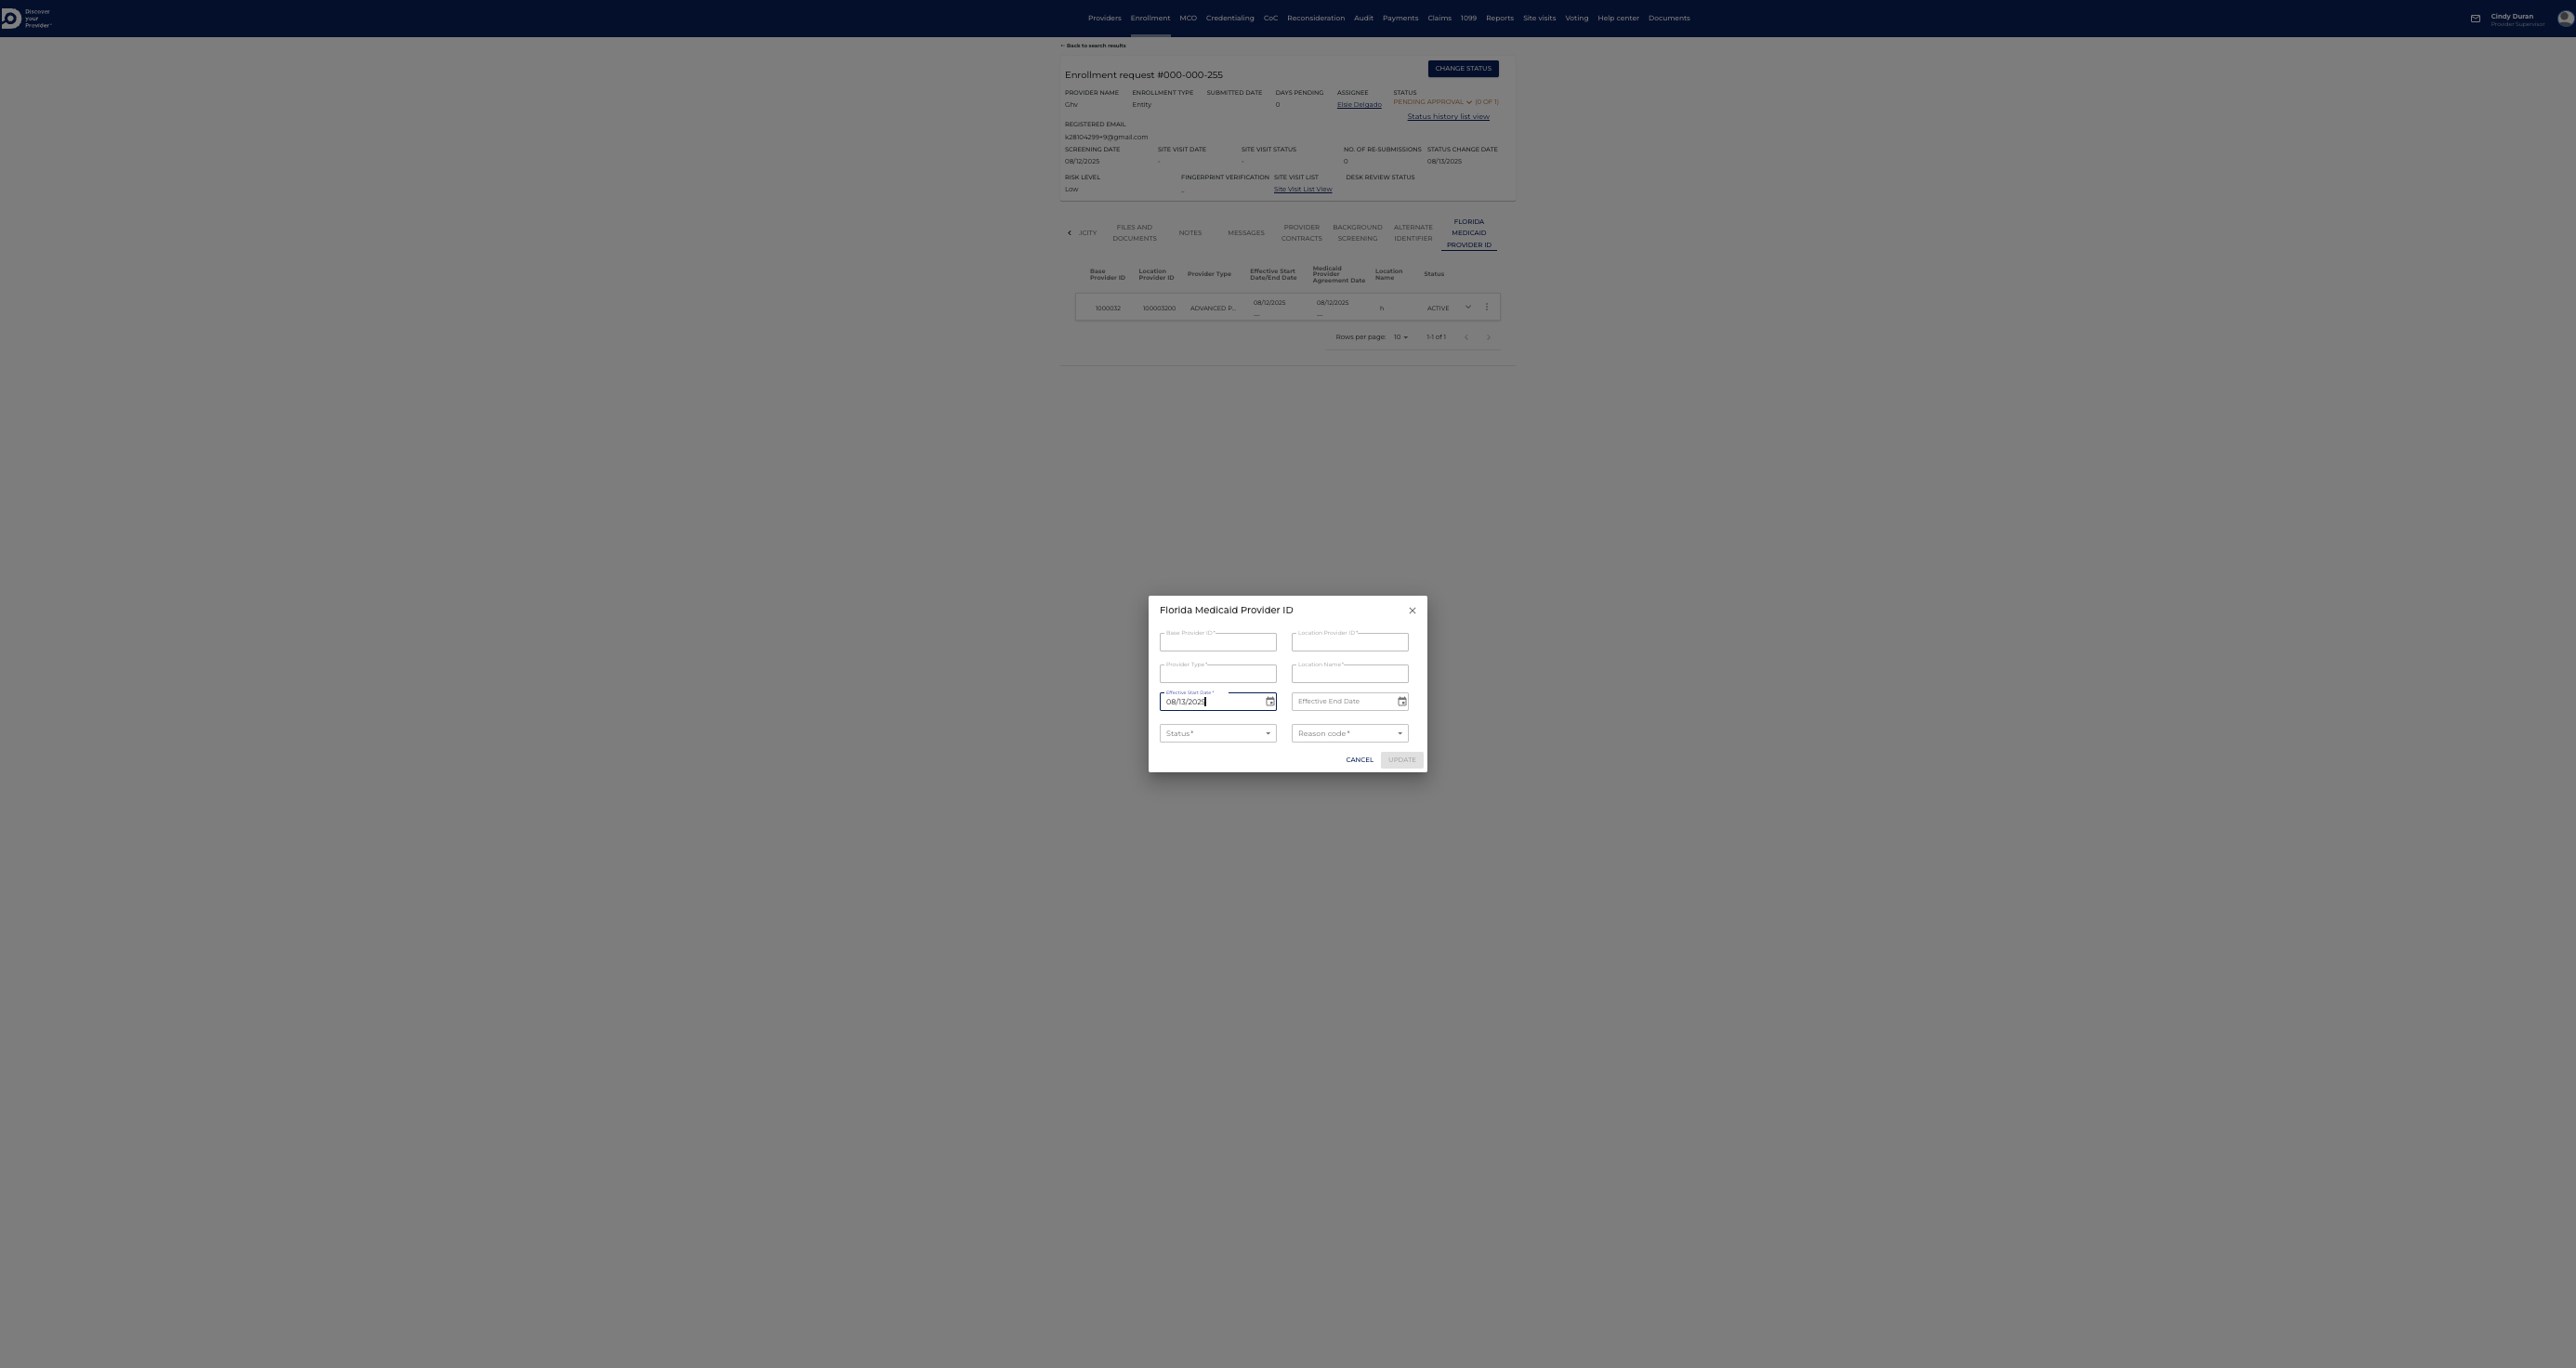 Discover
your
Provider
Providers Enrollment MCO Credentialing CoC Reconsideration Audit Payments Claims 1099 Reports Site visits Voting Help center Documents
Cindy Duran
Provider Supervisor
← Back to search results
Enrollment request #000-000-255
CHANGE STATUS
PROVIDER NAME ENROLLMENT TYPE SUBMITTED DATE DAYS PENDING ASSIGNEE STATUS
Ghv Entity 0 Elsie Delgado PENDING APPROVAL (0 OF 1)
Status history list view
REGISTERED EMAIL
k28104299+9@gmail.com
SCREENING DATE SITE VISIT DATE SITE VISIT STATUS NO. OF RE-SUBMISSIONS STATUS CHANGE DATE
08/12/2025 - - 0 08/13/2025
RISK LEVEL FINGERPRINT VERIFICATION SITE VISIT LIST DESK REVIEW STATUS
Low - Site Visit List View
ICITY
FILES AND
DOCUMENTS
NOTES
MESSAGES
PROVIDER
CONTRACTS
BACKGROUND
SCREENING
ALTERNATE
IDENTIFIER
FLORIDA
MEDICAID
PROVIDER ID
Base
Provider ID
Location
Provider ID
Provider Type
Effective Start
Date/End Date
Medicaid
Provider
Agreement Date
Location
Name
Status
1000032 100003200 ADVANCED P... 08/12/2025 08/12/2025 h ACTIVE
__ __
Rows per page: 10 1-1 of 1
Florida Medicaid Provider ID
Base Provider ID *
Location Provider ID *
Provider Type *
Location Name *
Effective Start Date *
08/13/2025
Effective End Date
Status *
Reason code *
CANCEL UPDATE